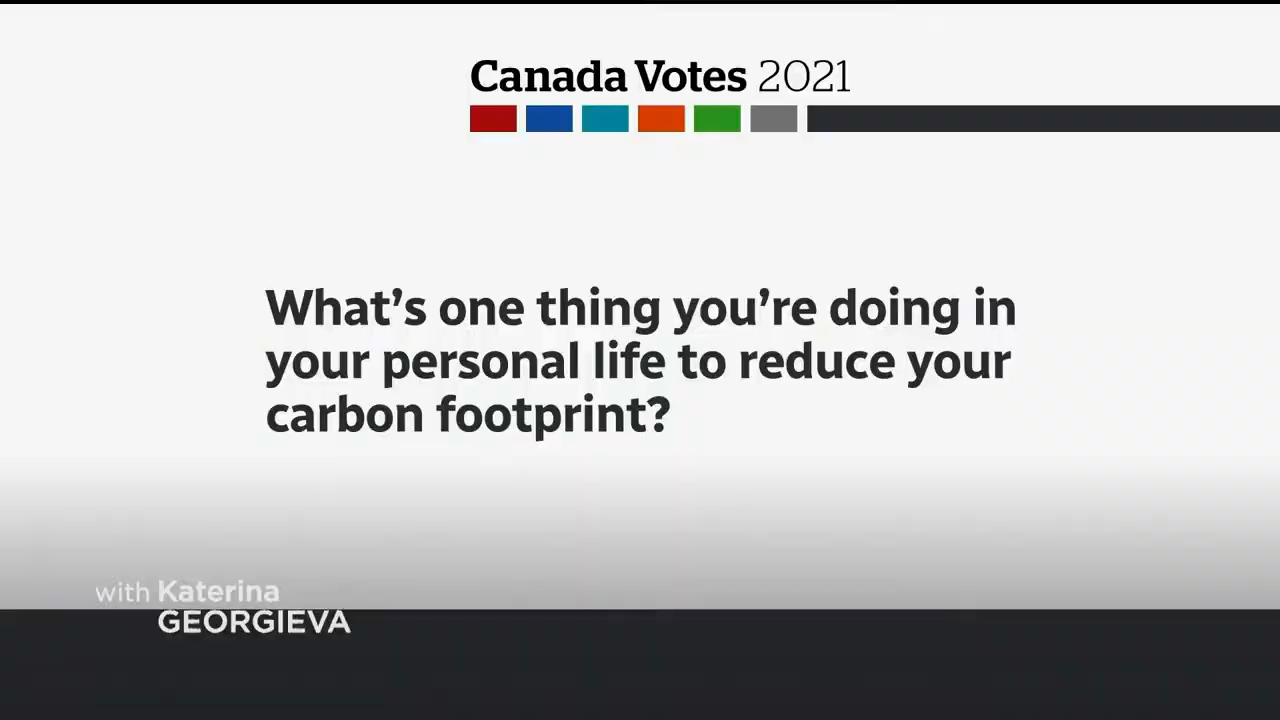 Canada Votes 2021
What’s one thing you’re doing in
your personal life to reduce your
carbon footprint?
with Katerina
GEORGIEVA